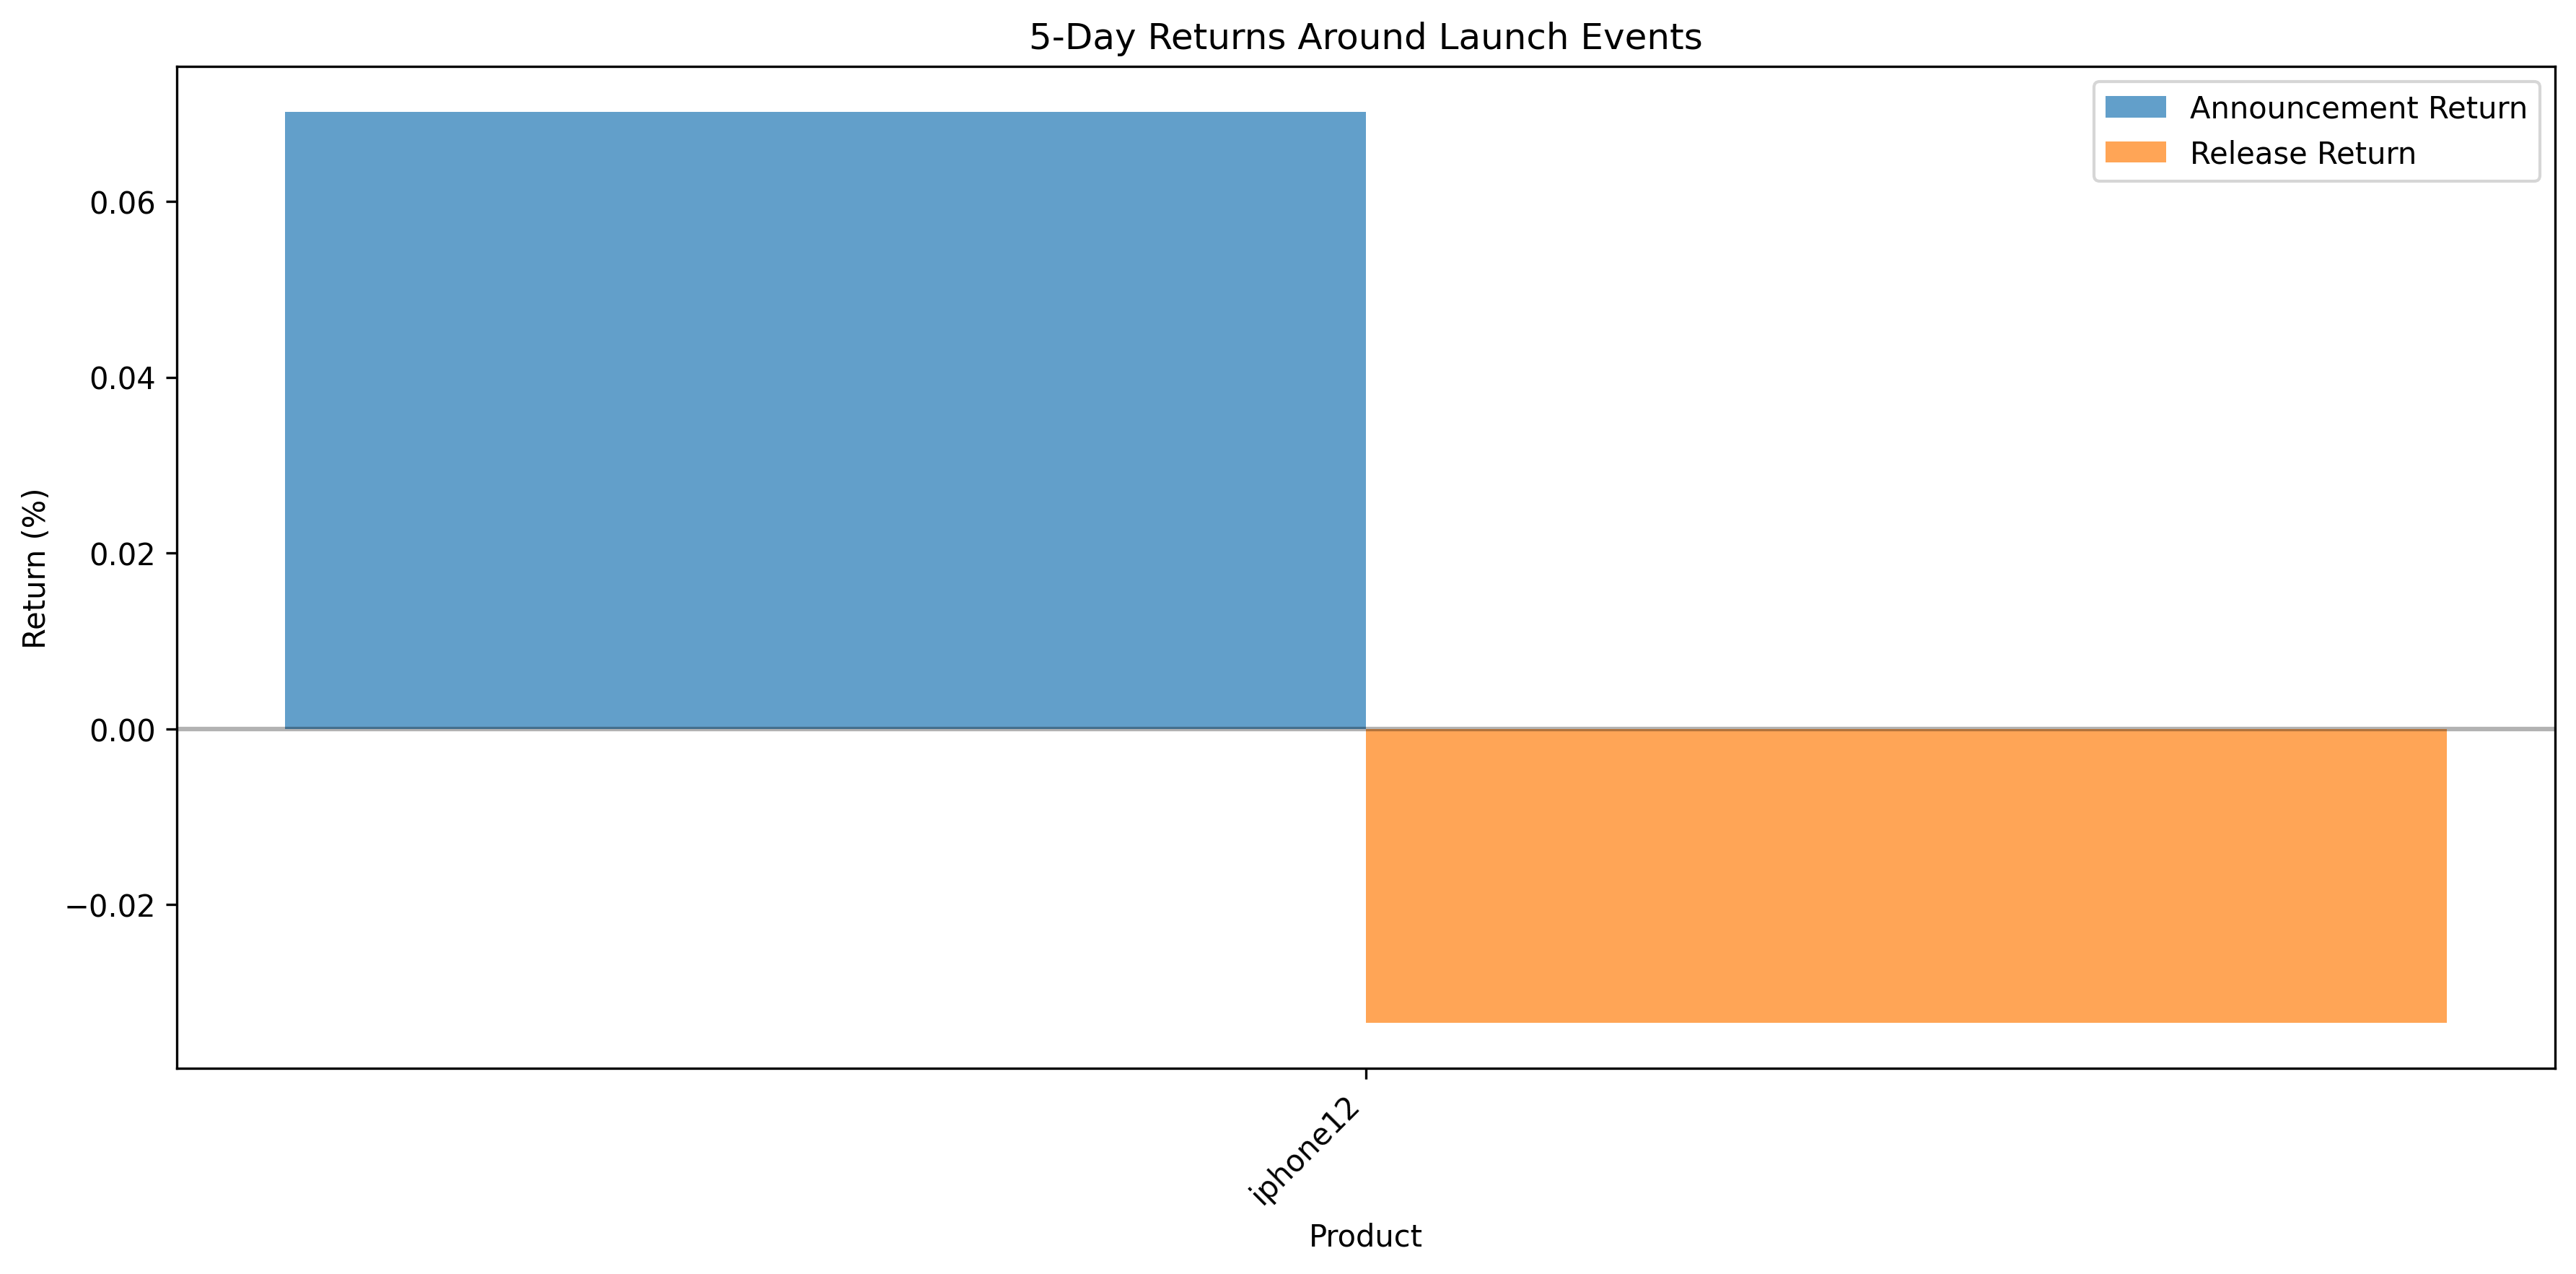 5-Day Returns Around Launch Events
Announcement Return
Release Return
Return (%)
0.06
0.04
0.02
0.00
−0.02
iphone12
Product